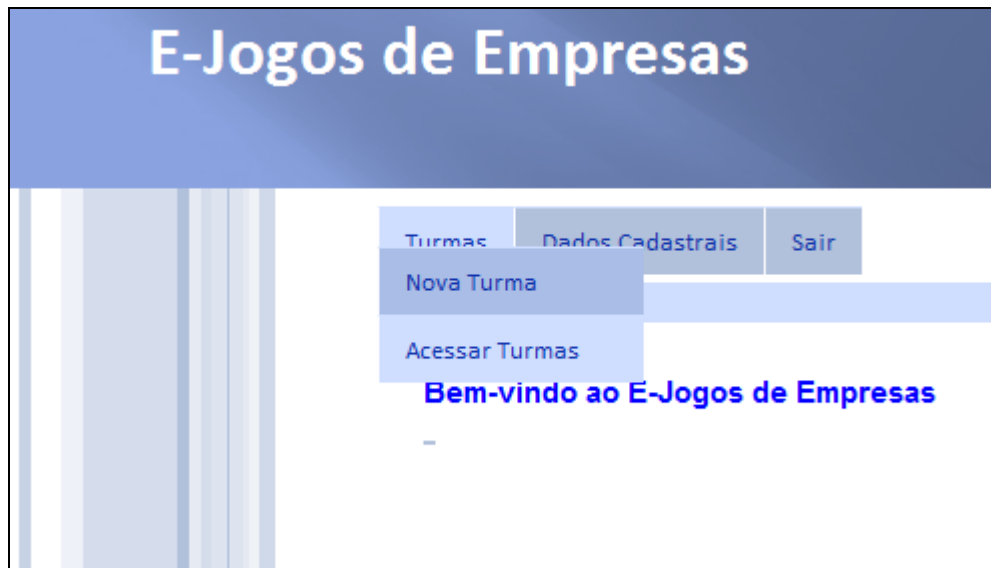 E-Jogos de Empresas
Turmas Dados Cadastrais Sair
Nova Turma
Acessar Turmas
Bem-vindo ao E-Jogos de Empresas